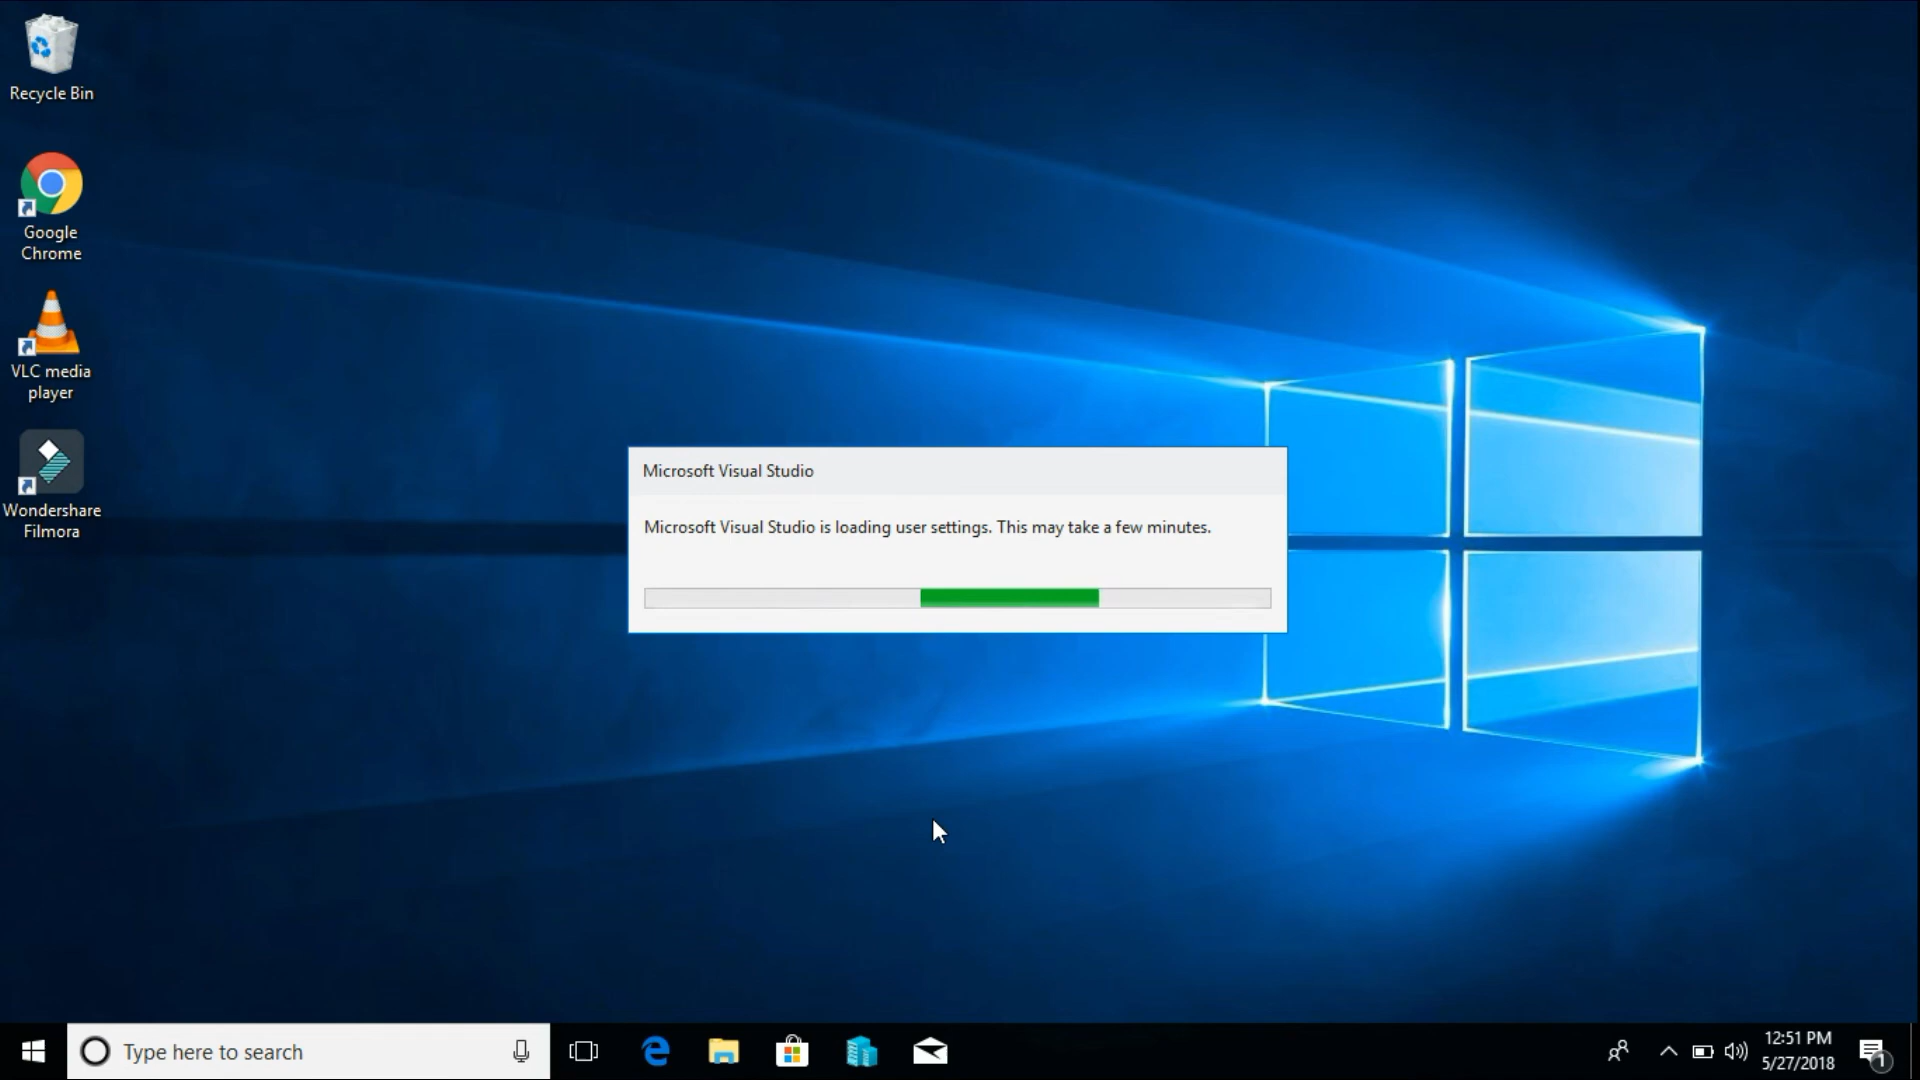 Recycle Bin
Google
Chrome
VLC media
player
Wondershare
Filmora
Microsoft Visual Studio
Microsoft Visual Studio is loading user settings. This may take a few minutes.
Type here to search
12:51 PM
5/27/2018
1